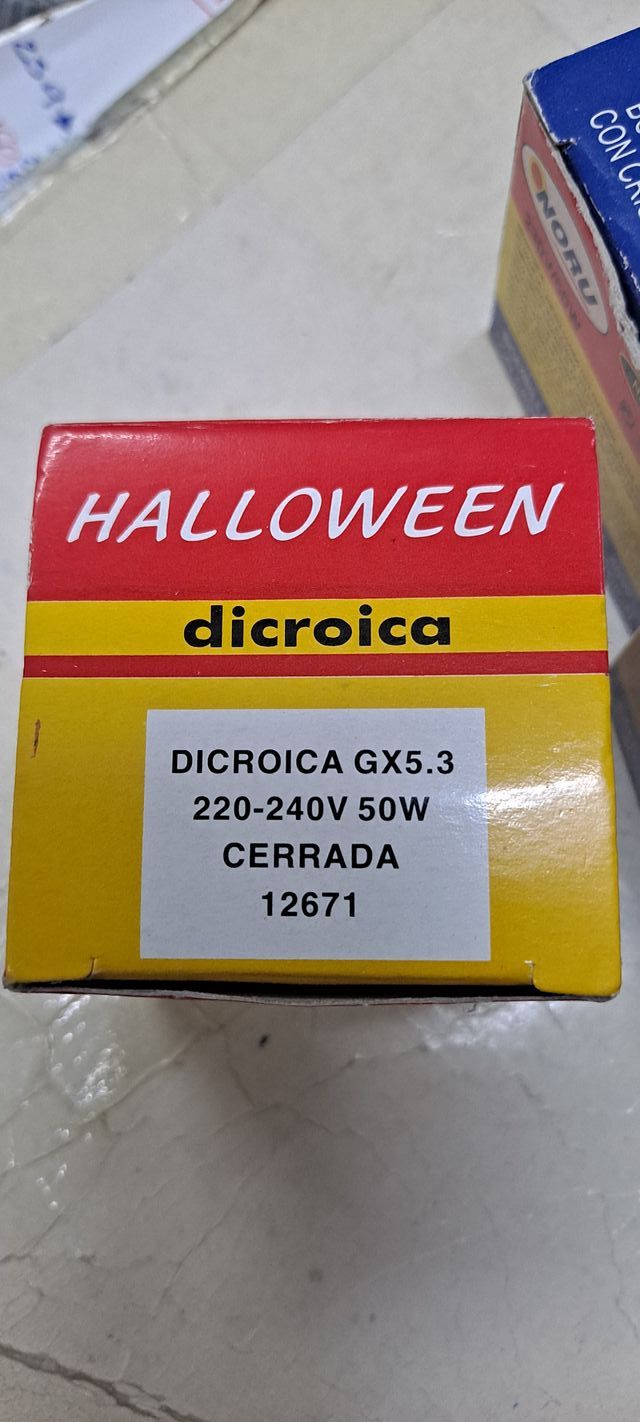 CON
NORU
HALLOWEEN
dicroica
DICROICA GX5.3
220-240V 50W
CERRADA
12671